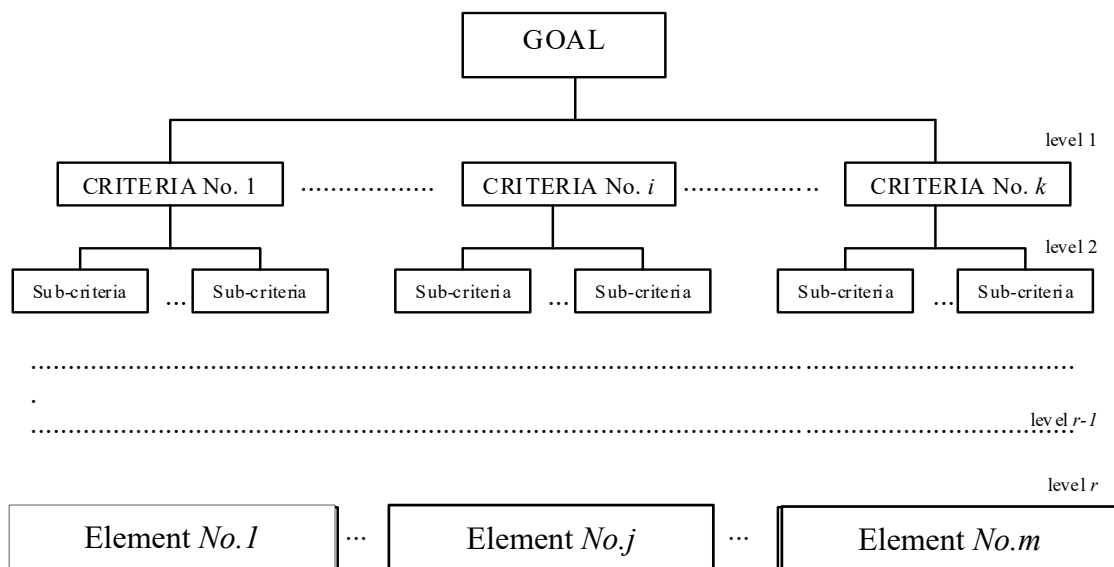 GOAL
level 1
CRITERIA No. 1 .................... CRITERIA No. i .................... CRITERIA No. k
level 2
Sub-criteria ... Sub-criteria Sub-criteria ... Sub-criteria Sub-criteria ... Sub-criteria
....................................................................................................
.
....................................................................................................
level r-1
level r
Element No.1 ... Element No.j ... Element No.m